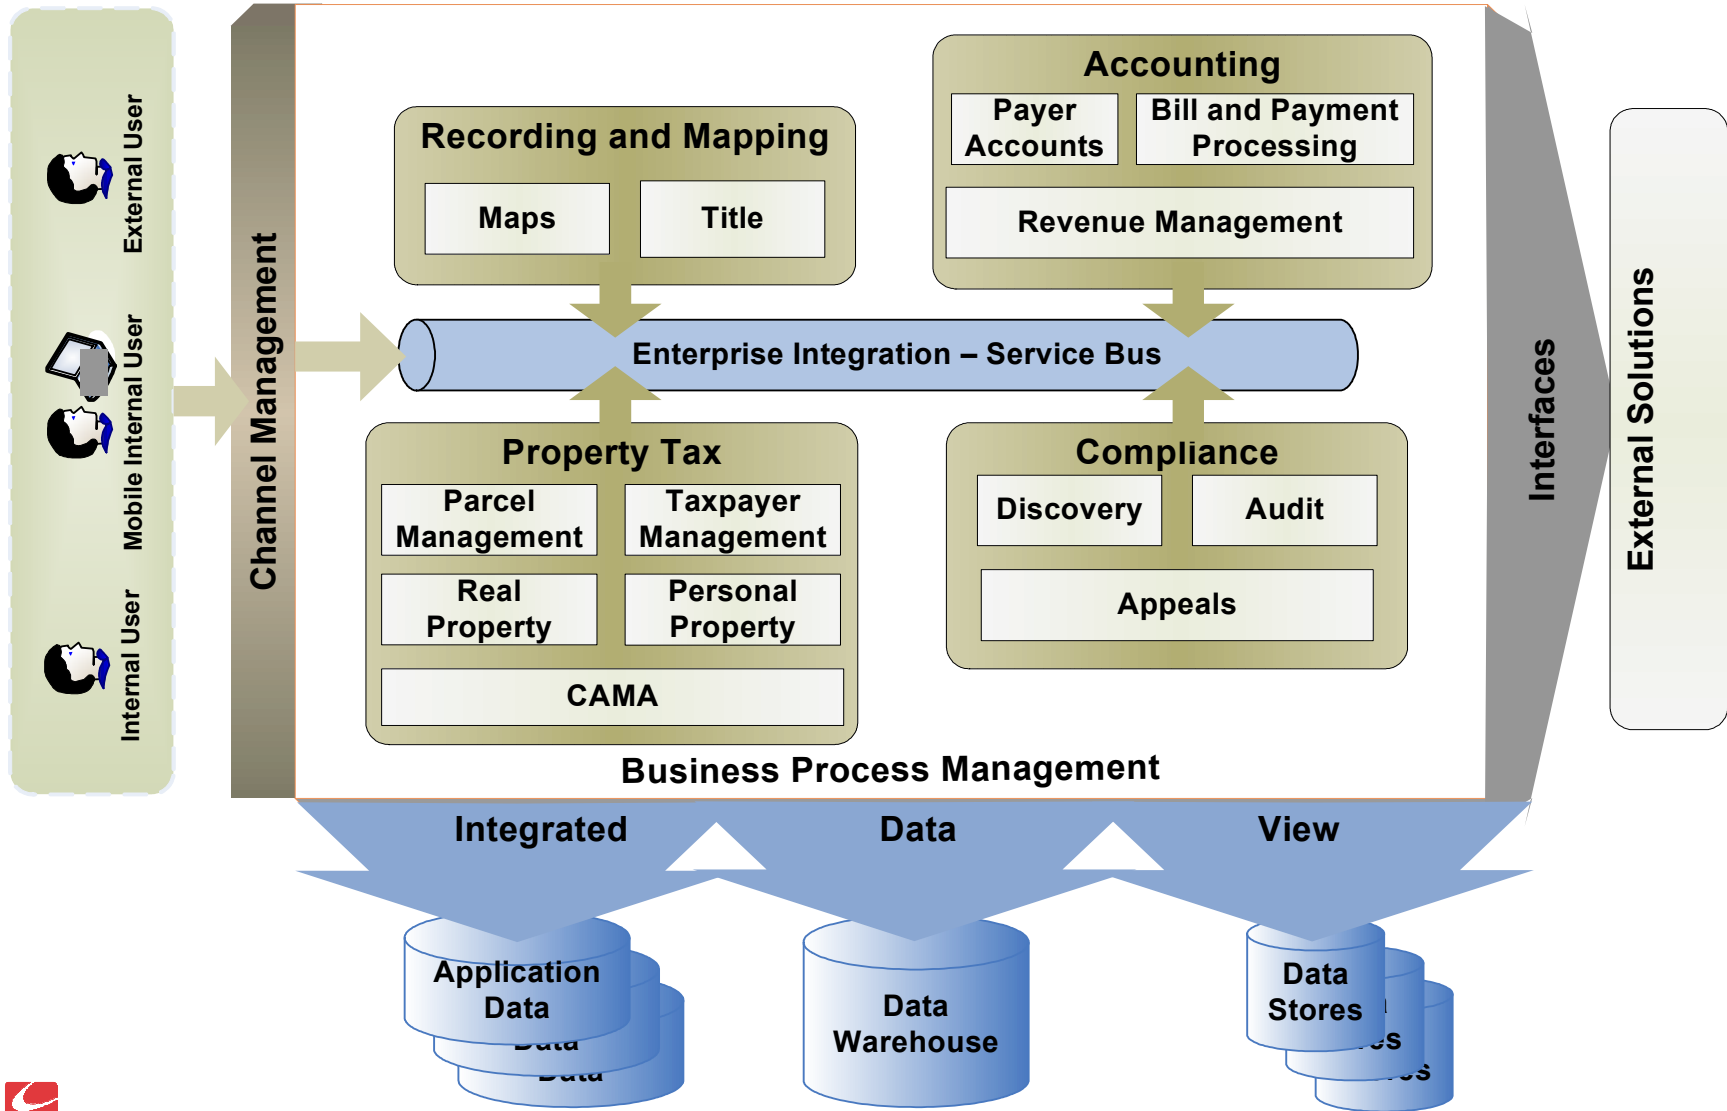 External User
Mobile Internal User
Internal User
Channel Management
Recording and Mapping
Maps
Title
Accounting
Payer
Accounts
Bill and Payment
Processing
Revenue Management
Enterprise Integration – Service Bus
Property Tax
Parcel
Management
Taxpayer
Management
Real
Property
Personal
Property
CAMA
Compliance
Discovery
Audit
Appeals
Business Process Management
Interfaces
External Solutions
Integrated
Data
View
Application
Data
Data
Data
Data
Warehouse
Data
Stores